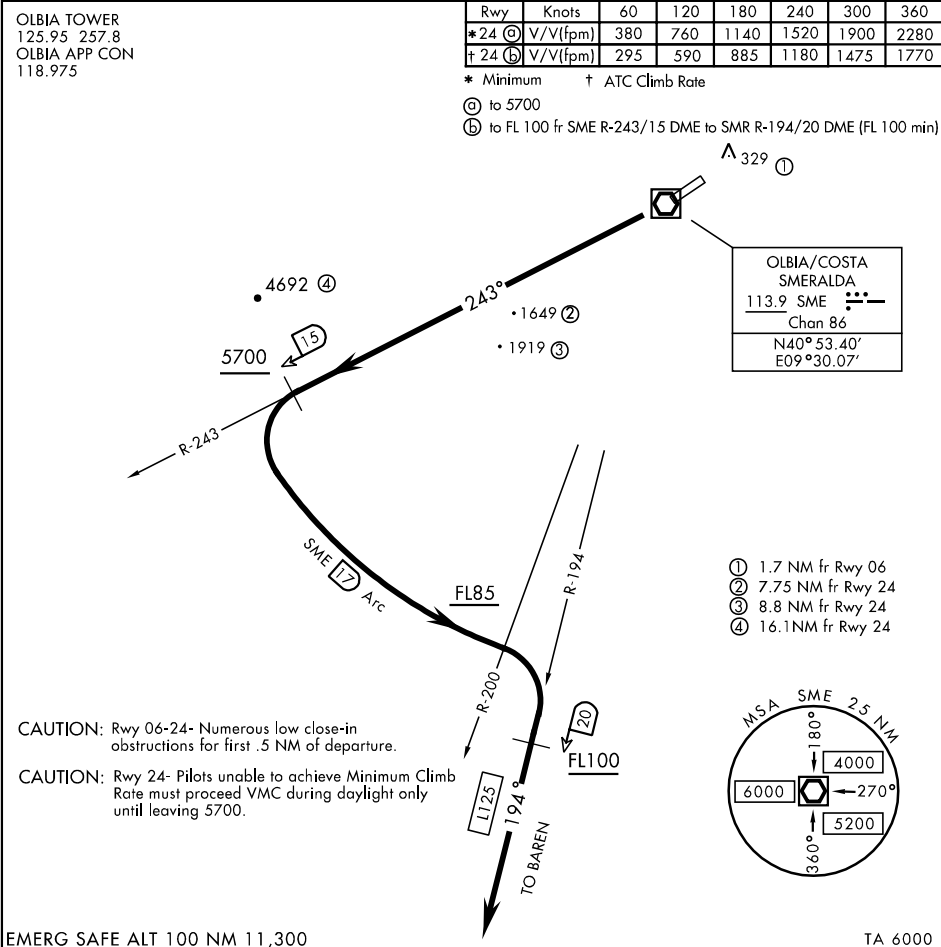 OLBIA TOWER
125.95 257.8
OLBIA APP CON
118.975
Rwy Knots 60 120 180 240 300 360
* 24 ⓐ V/V(fpm) 380 760 1140 1520 1900 2280
† 24 ⓑ V/V(fpm) 295 590 885 1180 1475 1770
* Minimum † ATC Climb Rate
ⓐ to 5700
ⓑ to FL 100 fr SME R-243/15 DME to SMR R-194/20 DME (FL 100 min)
329 ①
OLBIA/COSTA
SMERALDA
113.9 SME
Chan 86
N40°53.40'
E09°30.07'
4692 ④
243°
1649 ②
1919 ③
15
5700
R-243
SME 17 Arc
FL85
R-194
R-200
20
FL100
L125
194°
TO BAREN
① 1.7 NM fr Rwy 06
② 7.75 NM fr Rwy 24
③ 8.8 NM fr Rwy 24
④ 16.1NM fr Rwy 24
CAUTION: Rwy 06-24- Numerous low close-in
obstructions for first .5 NM of departure.
CAUTION: Rwy 24- Pilots unable to achieve Minimum Climb
Rate must proceed VMC during daylight only
until leaving 5700.
MSA SME 25 NM
180°
4000
6000
270°
5200
360°
EMERG SAFE ALT 100 NM 11,300
TA 6000